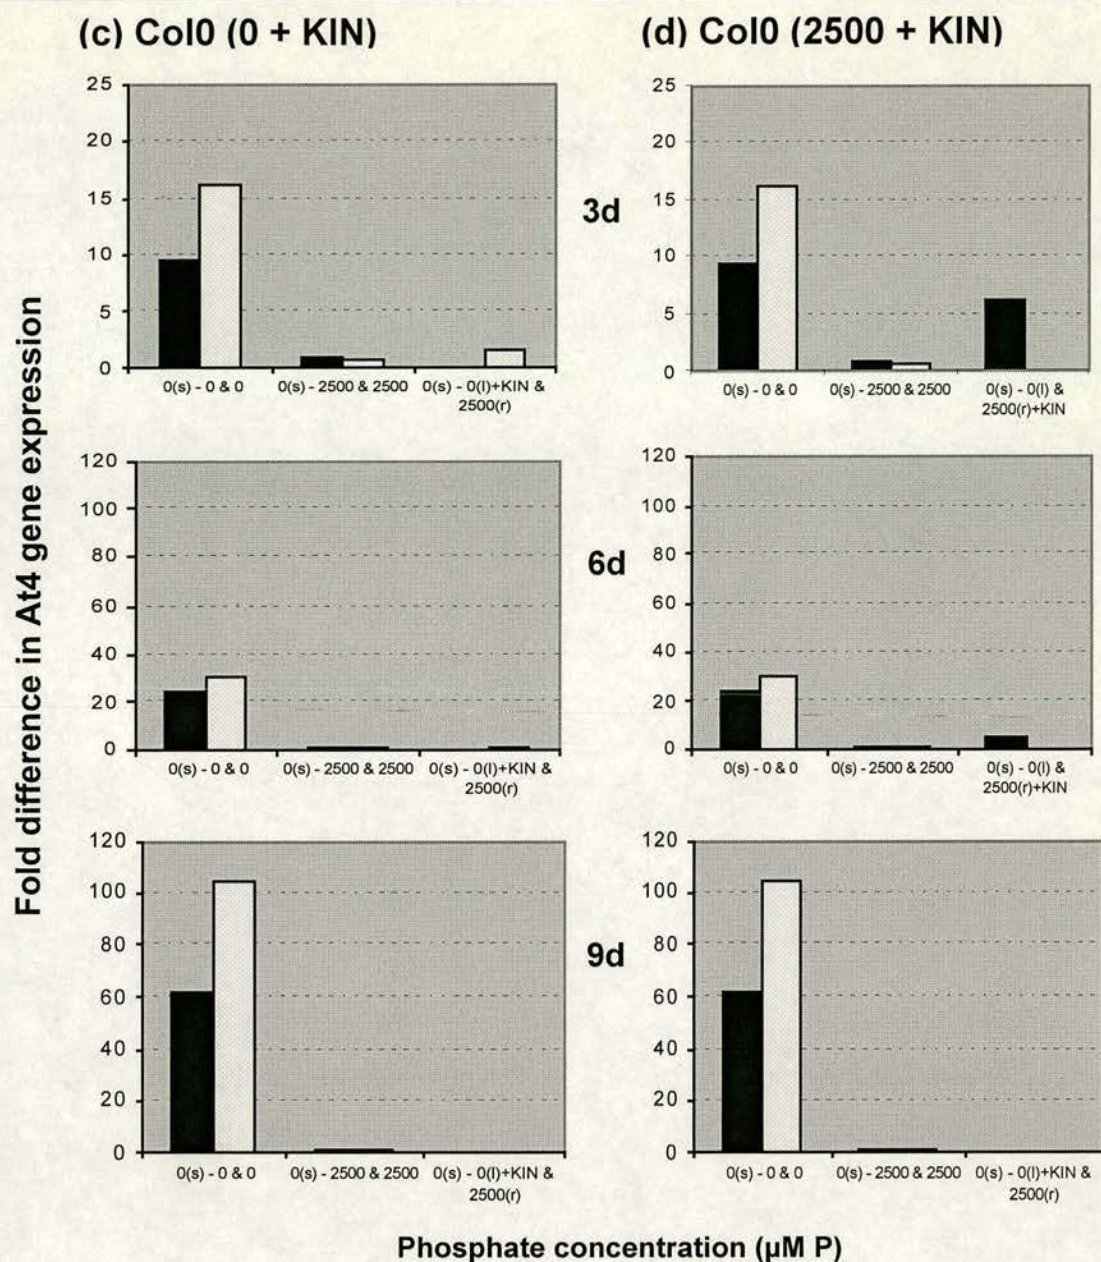 (c) Col0 (0 + KIN)
(d) Col0 (2500 + KIN)
Fold difference in At4 gene expression
25
20
15
10
5
0
0(s) - 0 & 0
0(s) - 2500 & 2500
0(s) - 0(l)+KIN &
2500(r)
3d
25
20
15
10
5
0
0(s) - 0 & 0
0(s) - 2500 & 2500
0(s) - 0(l) &
2500(r)+KIN
120
100
80
60
40
20
0
0(s) - 0 & 0
0(s) - 2500 & 2500
0(s) - 0(l)+KIN &
2500(r)
6d
120
100
80
60
40
20
0
0(s) - 0 & 0
0(s) - 2500 & 2500
0(s) - 0(l) &
2500(r)+KIN
120
100
80
60
40
20
0
0(s) - 0 & 0
0(s) - 2500 & 2500
0(s) - 0(l)+KIN &
2500(r)
9d
120
100
80
60
40
20
0
0(s) - 0 & 0
0(s) - 2500 & 2500
0(s) - 0(l)+KIN &
2500(r)
Phosphate concentration (µM P)